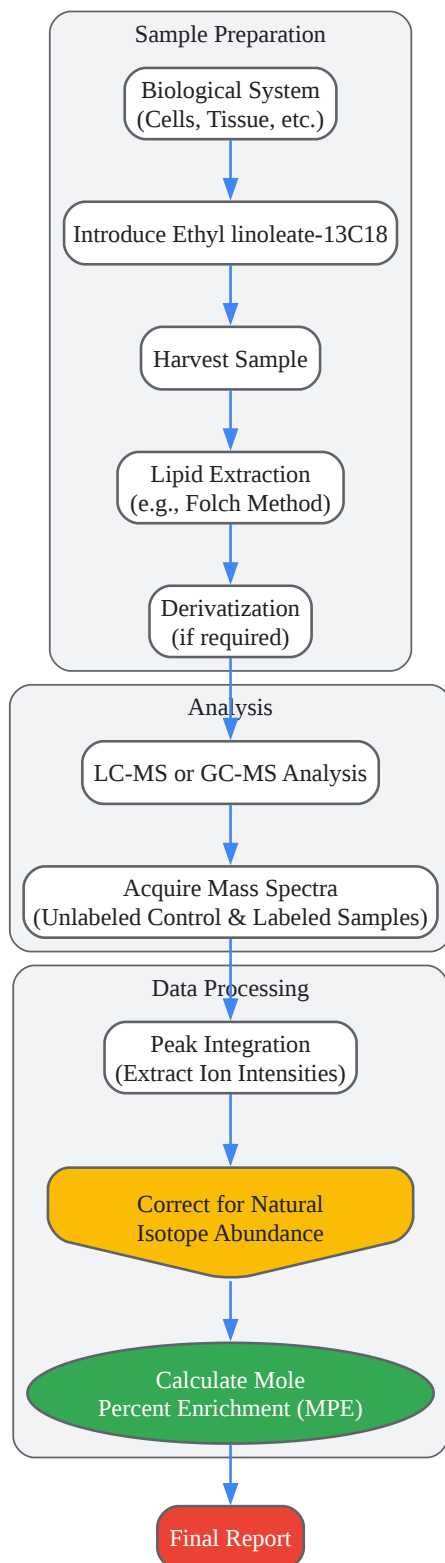 Sample Preparation
Biological System
(Cells, Tissue, etc.)
Introduce Ethyl linoleate-13C18
Harvest Sample
Lipid Extraction
(e.g., Folch Method)
Derivatization
(if required)
Analysis
LC-MS or GC-MS Analysis
Acquire Mass Spectra
(Unlabeled Control & Labeled Samples)
Data Processing
Peak Integration
(Extract Ion Intensities)
Correct for Natural
Isotope Abundance
Calculate Mole
Percent Enrichment (MPE)
Final Report